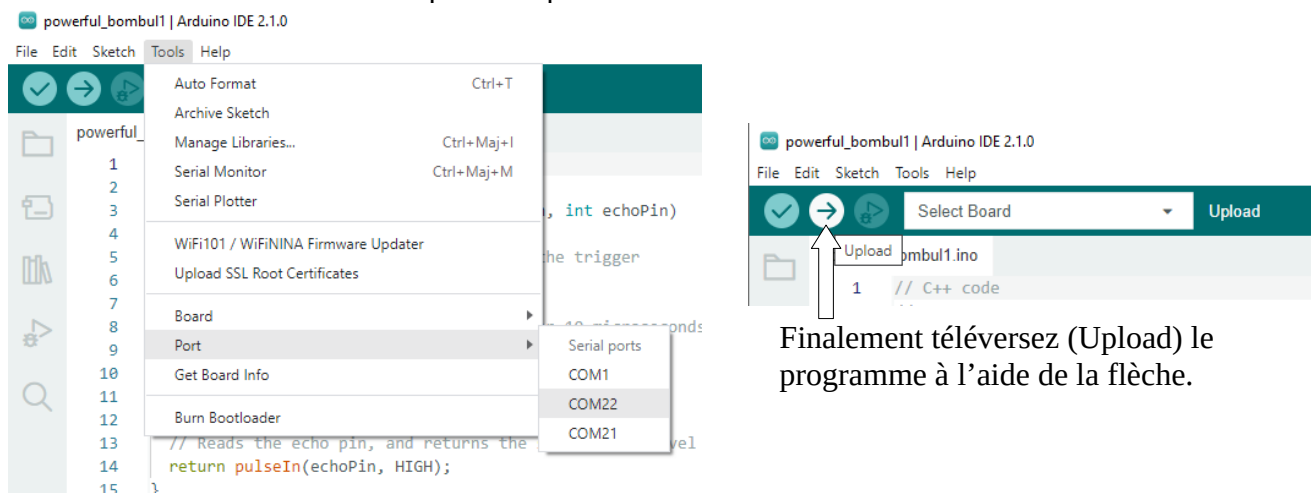 powerful_bombul1 | Arduino IDE 2.1.0
File Edit Sketch Tools Help
Auto Format Ctrl+T
Archive Sketch
powerful_
Manage Libraries... Ctrl+Maj+I
1
Serial Monitor Ctrl+Maj+M
2
Serial Plotter
3 , int echoPin)
4
WiFi101 / WiFiNINA Firmware Updater
5 the trigger
Upload SSL Root Certificates
6
7
Board
8 10 microseconds
Port
9
Serial ports
10
Get Board Info
COM1
11
COM22
12
Burn Bootloader
COM21
13 // Reads the echo pin, and returns the vel
14 return pulseIn(echoPin, HIGH);
15 }
powerful_bombul1 | Arduino IDE 2.1.0
File Edit Sketch Tools Help
Select Board Upload
Upload ombul1.ino
1 // C++ code
Finalement téléversez (Upload) le
programme à l’aide de la flèche.